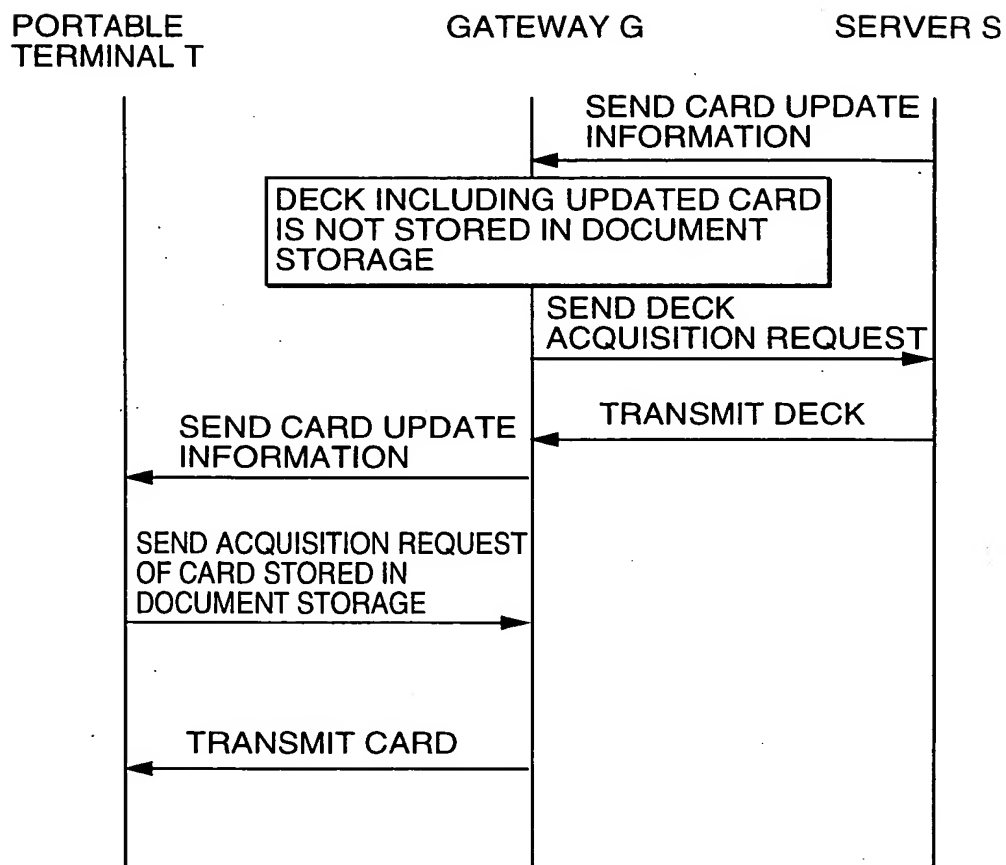 PORTABLE
TERMINAL T
GATEWAY G
SERVER S
SEND CARD UPDATE
INFORMATION
DECK INCLUDING UPDATED CARD
IS NOT STORED IN DOCUMENT
STORAGE
SEND DECK
ACQUISITION REQUEST
TRANSMIT DECK
SEND CARD UPDATE
INFORMATION
SEND ACQUISITION REQUEST
OF CARD STORED IN
DOCUMENT STORAGE
TRANSMIT CARD